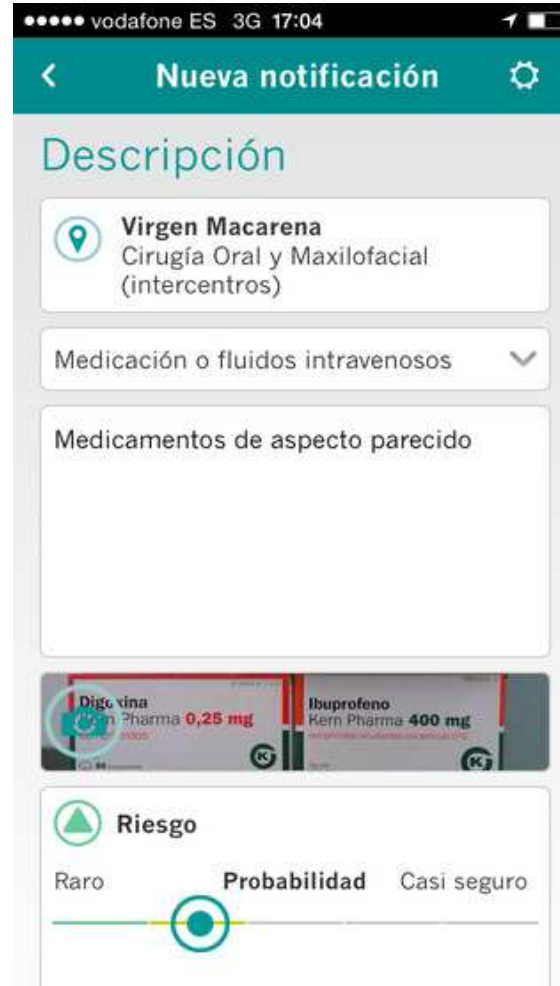 vodafone ES 3G 17:04
Nueva notificación
Descripción
Virgen Macarena
Cirugía Oral y Maxilofacial
(intercentros)
Medicación o fluidos intravenosos
Medicamentos de aspecto parecido
Ibuprofeno
Pharma 0,25 mg
Kern Pharma 400 mg
Riesgo
Raro Probabilidad Casi seguro